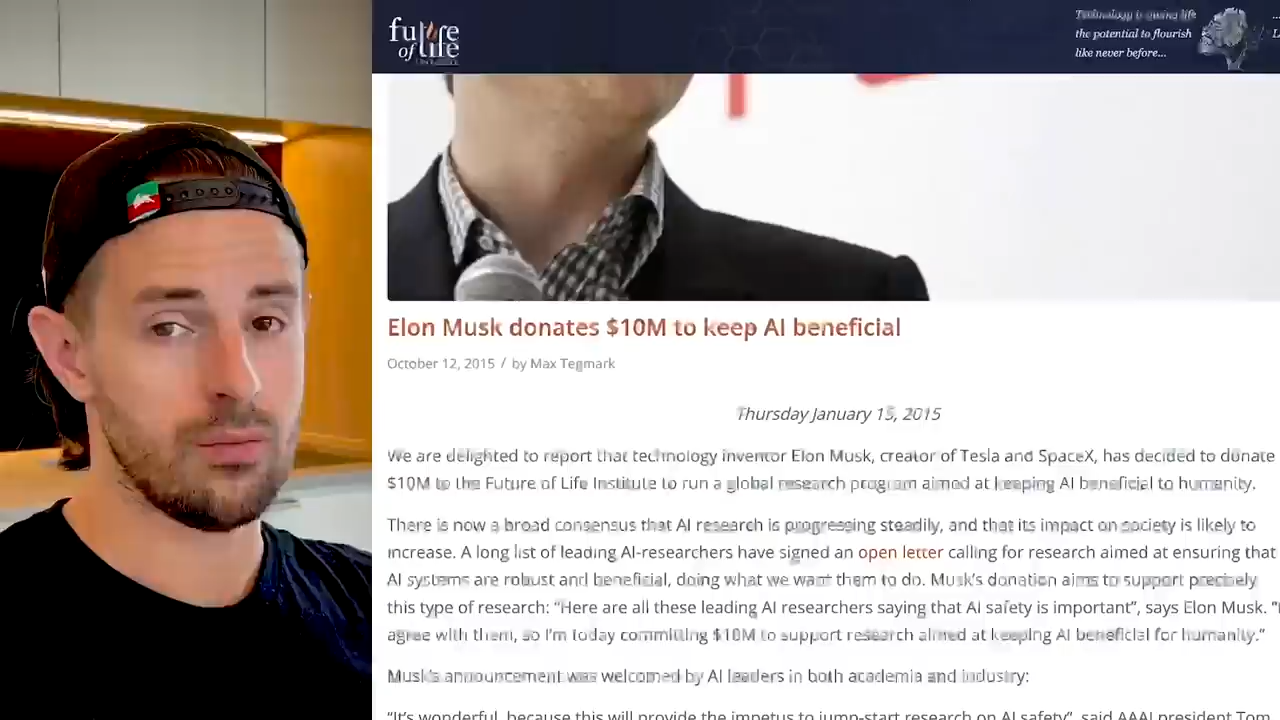 future
of life
Technology is giving life
the potential to flourish
like never before...
Elon Musk donates $10M to keep AI beneficial
October 12, 2015 / by Max Tegmark
Thursday January 15, 2015
We are delighted to report that technology inventor Elon Musk, creator of Tesla and SpaceX, has decided to donate
$10M to the Future of Life Institute to run a global research program aimed at keeping AI beneficial to humanity.
There is now a broad consensus that AI research is progressing steadily, and that its impact on society is likely to
increase. A long list of leading AI-researchers have signed an open letter calling for research aimed at ensuring that
AI systems are robust and beneficial, doing what we want them to do. Musk's donation aims to support precisely
this type of research: “Here are all these leading AI researchers saying that AI safety is important”, says Elon Musk. “I
agree with them, so I'm today committing $10M to support research aimed at keeping AI beneficial for humanity.”
Musk's announcement was welcomed by AI leaders in both academia and industry:
“It's wonderful, because this will provide the impetus to jump-start research on AI safety”, said AAAI president Tom